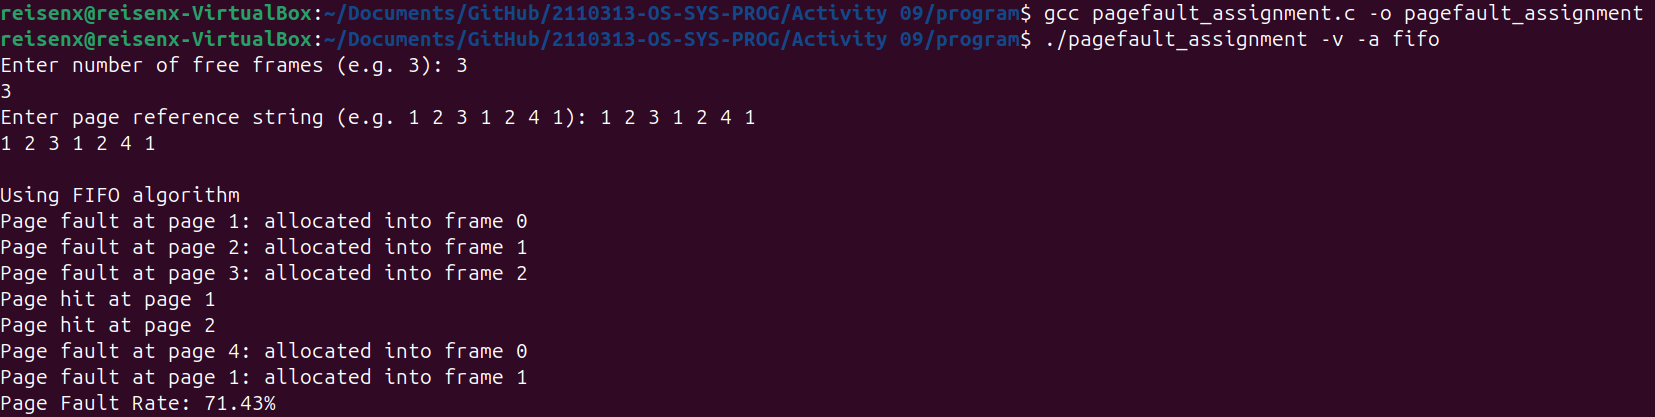 reisenx@reisenx-VirtualBox:~/Documents/GitHub/2110313-OS-SYS-PROG/Activity 09/program$ gcc pagefault_assignment.c -o pagefault_assignment
reisenx@reisenx-VirtualBox:~/Documents/GitHub/2110313-OS-SYS-PROG/Activity 09/program$ ./pagefault_assignment -v -a fifo
Enter number of free frames (e.g. 3): 3
3
Enter page reference string (e.g. 1 2 3 1 2 4 1): 1 2 3 1 2 4 1
1 2 3 1 2 4 1
Using FIFO algorithm
Page fault at page 1: allocated into frame 0
Page fault at page 2: allocated into frame 1
Page fault at page 3: allocated into frame 2
Page hit at page 1
Page hit at page 2
Page fault at page 4: allocated into frame 0
Page fault at page 1: allocated into frame 1
Page Fault Rate: 71.43%